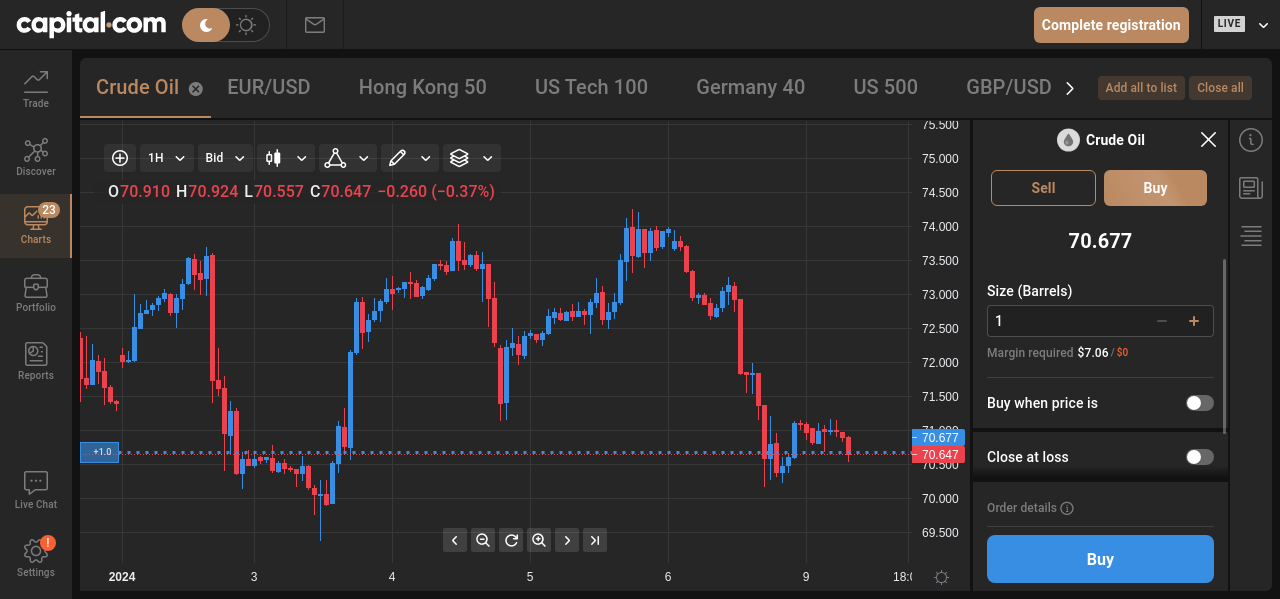 capital.com
Complete registration
LIVE
Trade
Discover
23
Charts
Portfolio
Reports
Live Chat
!
Settings
Crude Oil EUR/USD Hong Kong 50 US Tech 100 Germany 40 US 500 GBP/USD
Add all to list Close all
1H Bid
O70.910 H70.924 L70.557 C70.647 −0.260 (−0.37%)
75.500
75.000
74.500
74.000
73.500
73.000
72.500
72.000
71.500
71.000
70.677
70.647
70.500
70.000
69.500
+1.0
2024 3 4 5 6 9 18:0
Crude Oil
Sell Buy
70.677
Size (Barrels)
1 − +
Margin required $7.06 / $0
Buy when price is
Close at loss
Order details
Buy